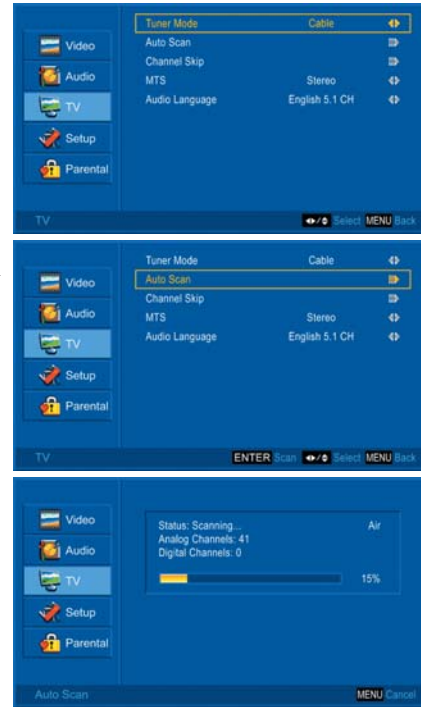 Tuner Mode Cable
Video Auto Scan
Channel Skip
Audio MTS Stereo
TV Audio Language English 5.1 CH
Setup
Parental
TV Select MENU Back
Tuner Mode Cable
Video Auto Scan
Channel Skip
Audio MTS Stereo
TV Audio Language English 5.1 CH
Setup
Parental
TV ENTER Scan Select MENU Back
Video Status: Scanning... Air
Analog Channels: 41
Audio Digital Channels: 0
TV 15%
Setup
Parental
Auto Scan MENU Cancel